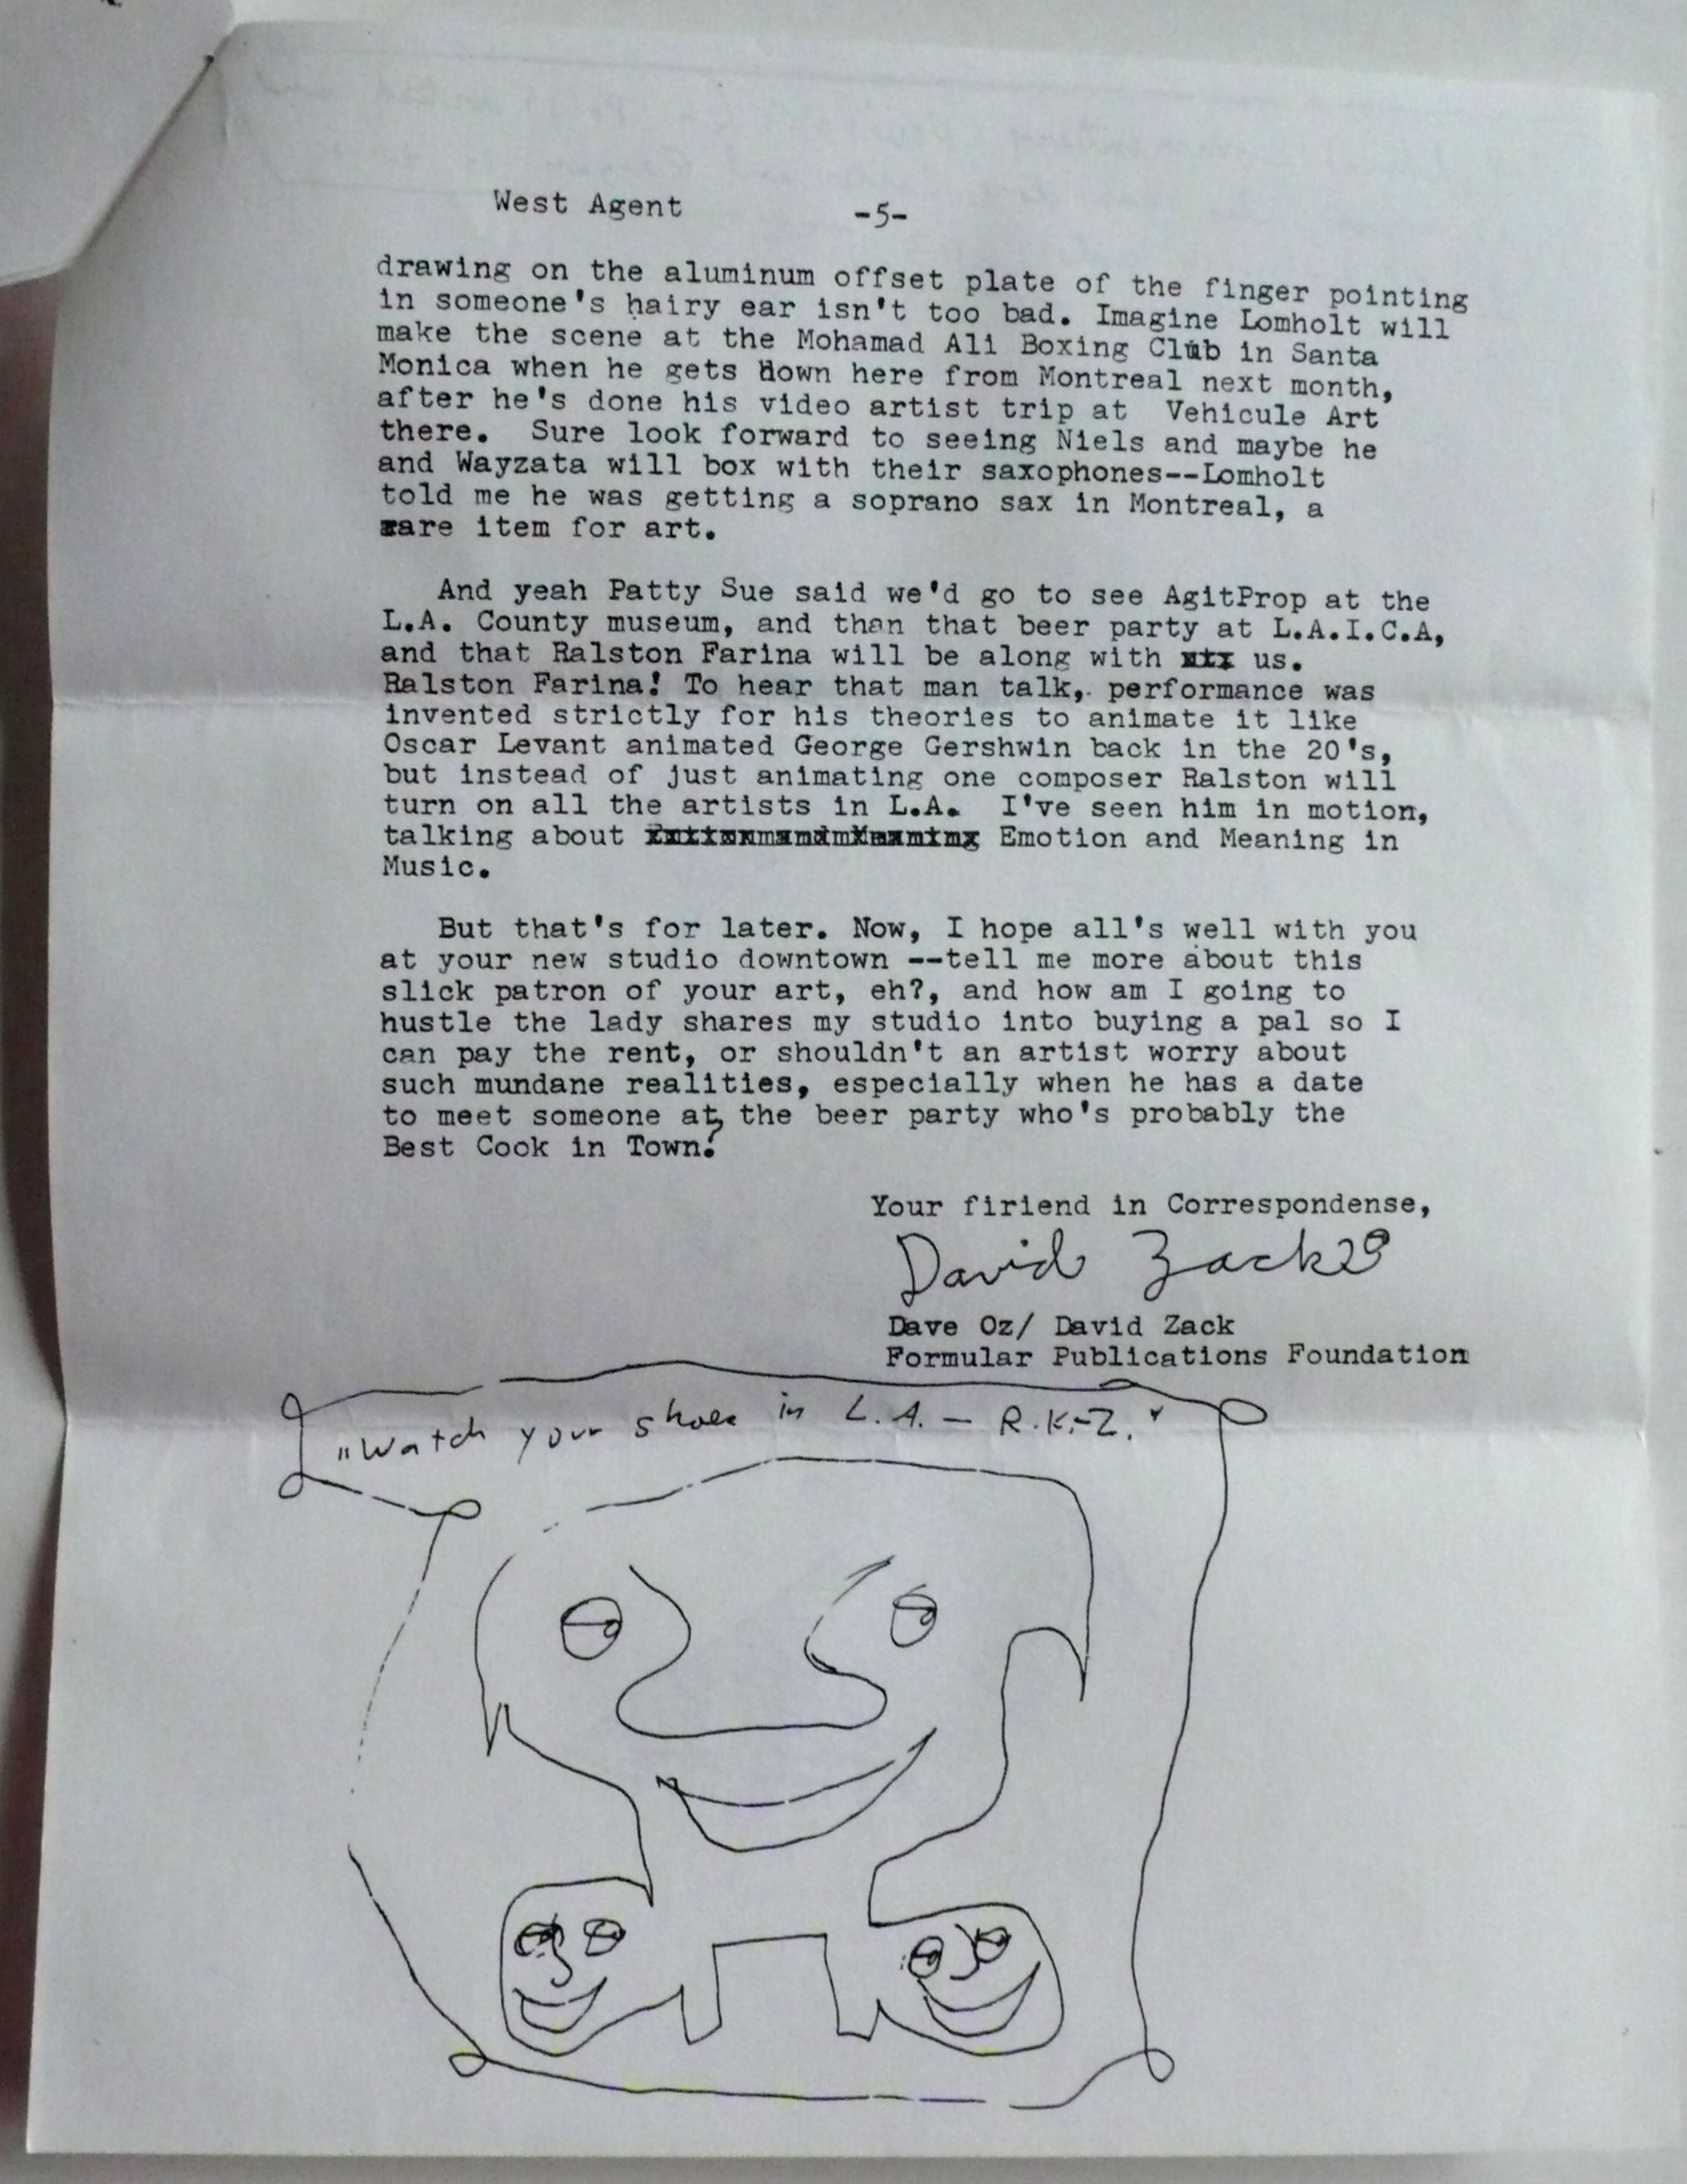 West Agent -5-
drawing on the aluminum offset plate of the finger pointing
in someone's hairy ear isn't too bad. Imagine Lomholt will
make the scene at the Mohamad Ali Boxing Club in Santa
Monica when he gets down here from Montreal next month,
after he's done his video artist trip at Vehicule Art
there. Sure look forward to seeing Niels and maybe he
and Wayzata will box with their saxophones--Lomholt
told me he was getting a soprano sax in Montreal, a
rare item for art.
And yeah Patty Sue said we'd go to see AgitProp at the
L.A. County museum, and than that beer party at L.A.I.C.A,
and that Ralston Farina will be along with us.
Ralston Farina! To hear that man talk, performance was
invented strictly for his theories to animate it like
Oscar Levant animated George Gershwin back in the 20's,
but instead of just animating one composer Ralston will
turn on all the artists in L.A. I've seen him in motion,
talking about Emotion and Meaning in
Music.
But that's for later. Now, I hope all's well with you
at your new studio downtown --tell me more about this
slick patron of your art, eh?, and how am I going to
hustle the lady shares my studio into buying a pal so I
can pay the rent, or shouldn't an artist worry about
such mundane realities, especially when he has a date
to meet someone at the beer party who's probably the
Best Cook in Town?
Your firiend in Correspondense,
David Zack
Dave Oz/ David Zack
Formular Publications Foundation
"Watch your shoes in L.A. — R.K.-Z."